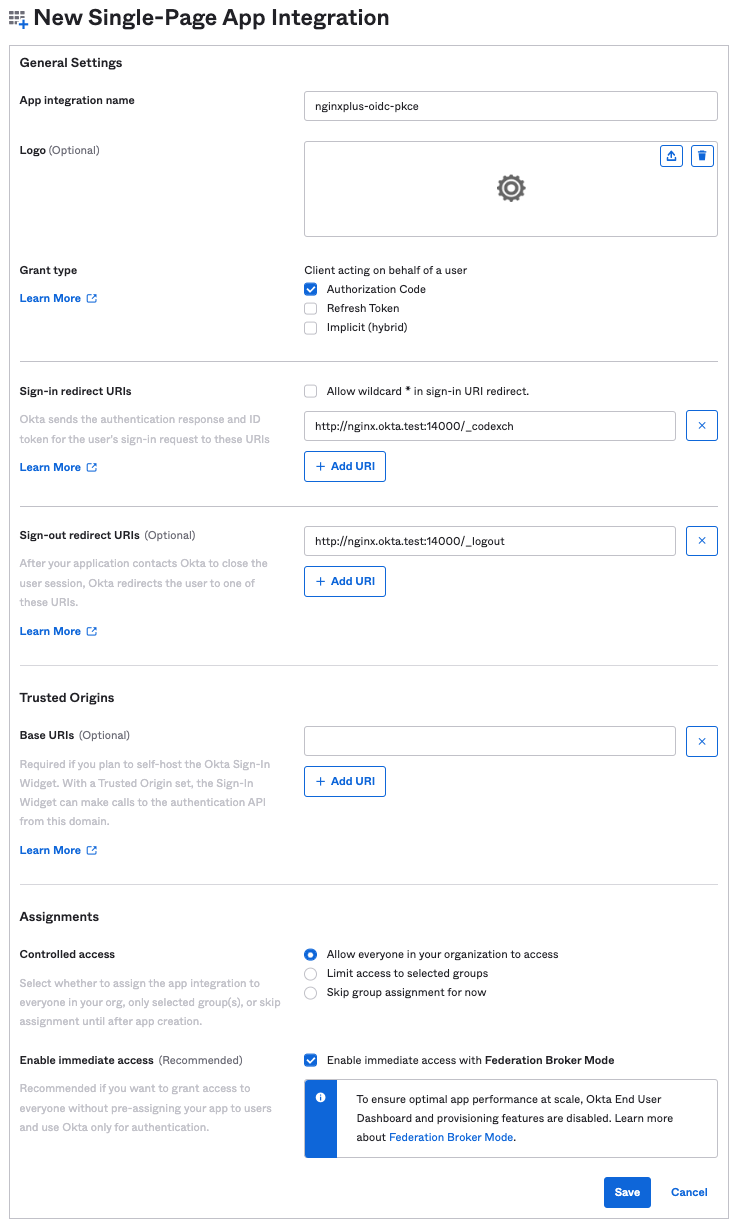 New Single-Page App Integration
General Settings
App integration name
nginxplus-oidc-pkce
Logo (Optional)
Grant type
Learn More
Client acting on behalf of a user
Authorization Code
Refresh Token
Implicit (hybrid)
Sign-in redirect URIs
Okta sends the authentication response and ID
token for the user's sign-in request to these URIs
Learn More
Allow wildcard * in sign-in URI redirect.
http://nginx.okta.test:14000/_codexch
+ Add URI
Sign-out redirect URIs (Optional)
After your application contacts Okta to close the
user session, Okta redirects the user to one of
these URIs.
Learn More
http://nginx.okta.test:14000/_logout
+ Add URI
Trusted Origins
Base URIs (Optional)
Required if you plan to self-host the Okta Sign-In
Widget. With a Trusted Origin set, the Sign-In
Widget can make calls to the authentication API
from this domain.
Learn More
+ Add URI
Assignments
Controlled access
Select whether to assign the app integration to
everyone in your org, only selected group(s), or skip
assignment until after app creation.
Allow everyone in your organization to access
Limit access to selected groups
Skip group assignment for now
Enable immediate access (Recommended)
Recommended if you want to grant access to
everyone without pre-assigning your app to users
and use Okta only for authentication.
Enable immediate access with Federation Broker Mode
To ensure optimal app performance at scale, Okta End User
Dashboard and provisioning features are disabled. Learn more
about Federation Broker Mode.
Save
Cancel